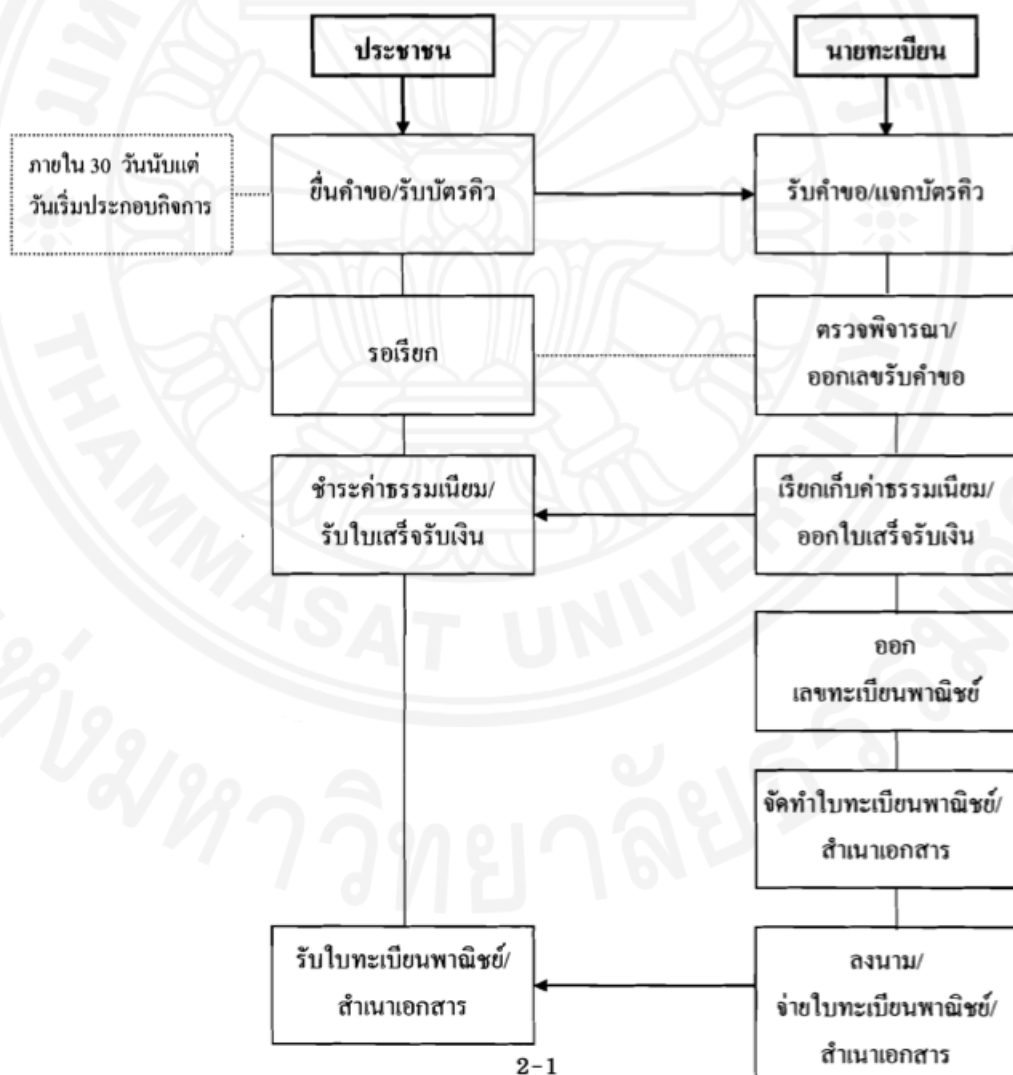 ประชาชน
นายทะเบียน
ภายใน 30 วันนับแต่
วันเริ่มประกอบกิจการ
ยื่นคำขอ/รับบัตรคิว
รับคำขอ/แจกบัตรคิว
รอเรียก
ตรวจพิจารณา/
ออกเลขรับคำขอ
ชำระค่าธรรมเนียม/
รับใบเสร็จรับเงิน
เรียกเก็บค่าธรรมเนียม/
ออกใบเสร็จรับเงิน
ออก
เลขทะเบียนพาณิชย์
จัดทำใบทะเบียนพาณิชย์/
สำเนาเอกสาร
รับใบทะเบียนพาณิชย์/
สำเนาเอกสาร
ลงนาม/
จ่ายใบทะเบียนพาณิชย์/
สำเนาเอกสาร
2-1
THAMMASAT UNIVERSITY